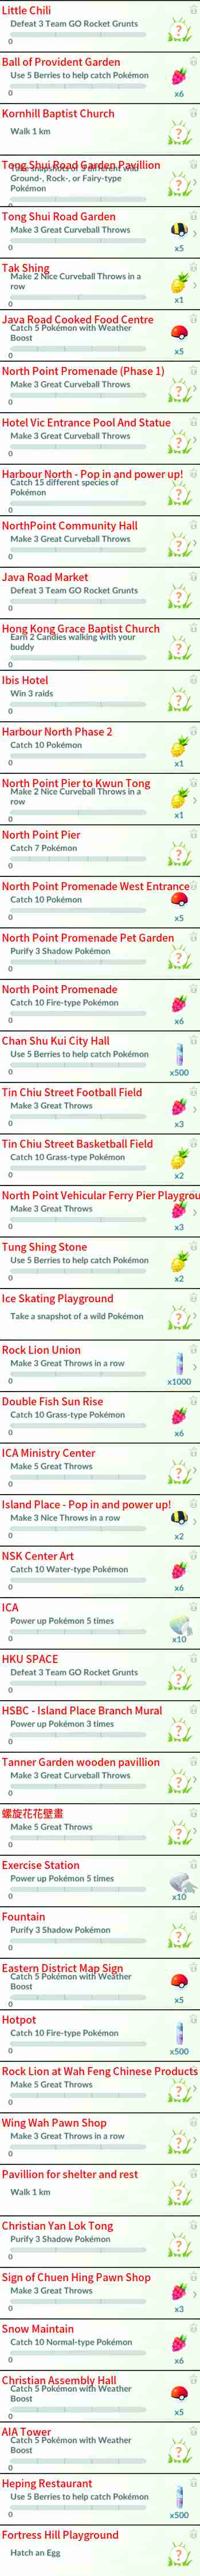 Little Chili
Defeat 3 Team GO Rocket Grunts
0
Ball of Provident Garden
Use 5 Berries to help catch Pokémon
0
x6
Kornhill Baptist Church
Walk 1 km
0
Tong Shui Road Garden Pavillion
Take snapshots of 3 different wild
Ground-, Rock-, or Fairy-type
Pokémon
0
Tong Shui Road Garden
Make 3 Great Curveball Throws
0
x5
Tak Shing
Make 2 Nice Curveball Throws in a
row
0
x1
Java Road Cooked Food Centre
Catch 5 Pokémon with Weather
Boost
0
x5
North Point Promenade (Phase 1)
Make 3 Great Curveball Throws
0
Hotel Vic Entrance Pool And Statue
Make 3 Great Curveball Throws
0
Harbour North - Pop in and power up!
Catch 15 different species of
Pokémon
0
NorthPoint Community Hall
Make 3 Great Curveball Throws
0
Java Road Market
Defeat 3 Team GO Rocket Grunts
0
Hong Kong Grace Baptist Church
Earn 2 Candies walking with your
buddy
0
Ibis Hotel
Win 3 raids
0
Harbour North Phase 2
Catch 10 Pokémon
0
x1
North Point Pier to Kwun Tong
Make 2 Nice Curveball Throws in a
row
0
x1
North Point Pier
Catch 7 Pokémon
0
North Point Promenade West Entrance
Catch 10 Pokémon
0
x5
North Point Promenade Pet Garden
Purify 3 Shadow Pokémon
0
North Point Promenade
Catch 10 Fire-type Pokémon
0
x6
Chan Shu Kui City Hall
Use 5 Berries to help catch Pokémon
0
x500
Tin Chiu Street Football Field
Make 3 Great Throws
0
x3
Tin Chiu Street Basketball Field
Catch 10 Grass-type Pokémon
0
x2
North Point Vehicular Ferry Pier Playgrou
Make 3 Great Throws
0
x3
Tung Shing Stone
Use 5 Berries to help catch Pokémon
0
x2
Ice Skating Playground
Take a snapshot of a wild Pokémon
Rock Lion Union
Make 3 Great Throws in a row
0
x1000
Double Fish Sun Rise
Catch 10 Grass-type Pokémon
0
x6
ICA Ministry Center
Make 5 Great Throws
0
Island Place - Pop in and power up!
Make 3 Nice Throws in a row
0
x2
NSK Center Art
Catch 10 Water-type Pokémon
0
x6
ICA
Power up Pokémon 5 times
0
x10
HKU SPACE
Defeat 3 Team GO Rocket Grunts
0
HSBC - Island Place Branch Mural
Power up Pokémon 3 times
0
Tanner Garden wooden pavillion
Make 3 Great Curveball Throws
0
螺旋花花壁畫
Make 5 Great Throws
0
Exercise Station
Power up Pokémon 5 times
0
x10
Fountain
Purify 3 Shadow Pokémon
0
Eastern District Map Sign
Catch 5 Pokémon with Weather
Boost
0
x5
Hotpot
Catch 10 Fire-type Pokémon
0
x500
Rock Lion at Wah Feng Chinese Products
Make 5 Great Throws
0
Wing Wah Pawn Shop
Make 3 Great Throws in a row
0
Pavillion for shelter and rest
Walk 1 km
Christian Yan Lok Tong
Purify 3 Shadow Pokémon
0
Sign of Chuen Hing Pawn Shop
Make 3 Great Throws
0
x3
Snow Maintain
Catch 10 Normal-type Pokémon
0
x6
Christian Assembly Hall
Catch 5 Pokémon with Weather
Boost
0
x5
AIA Tower
Catch 5 Pokémon with Weather
Boost
0
Heping Restaurant
Use 5 Berries to help catch Pokémon
0
x500
Fortress Hill Playground
Hatch an Egg